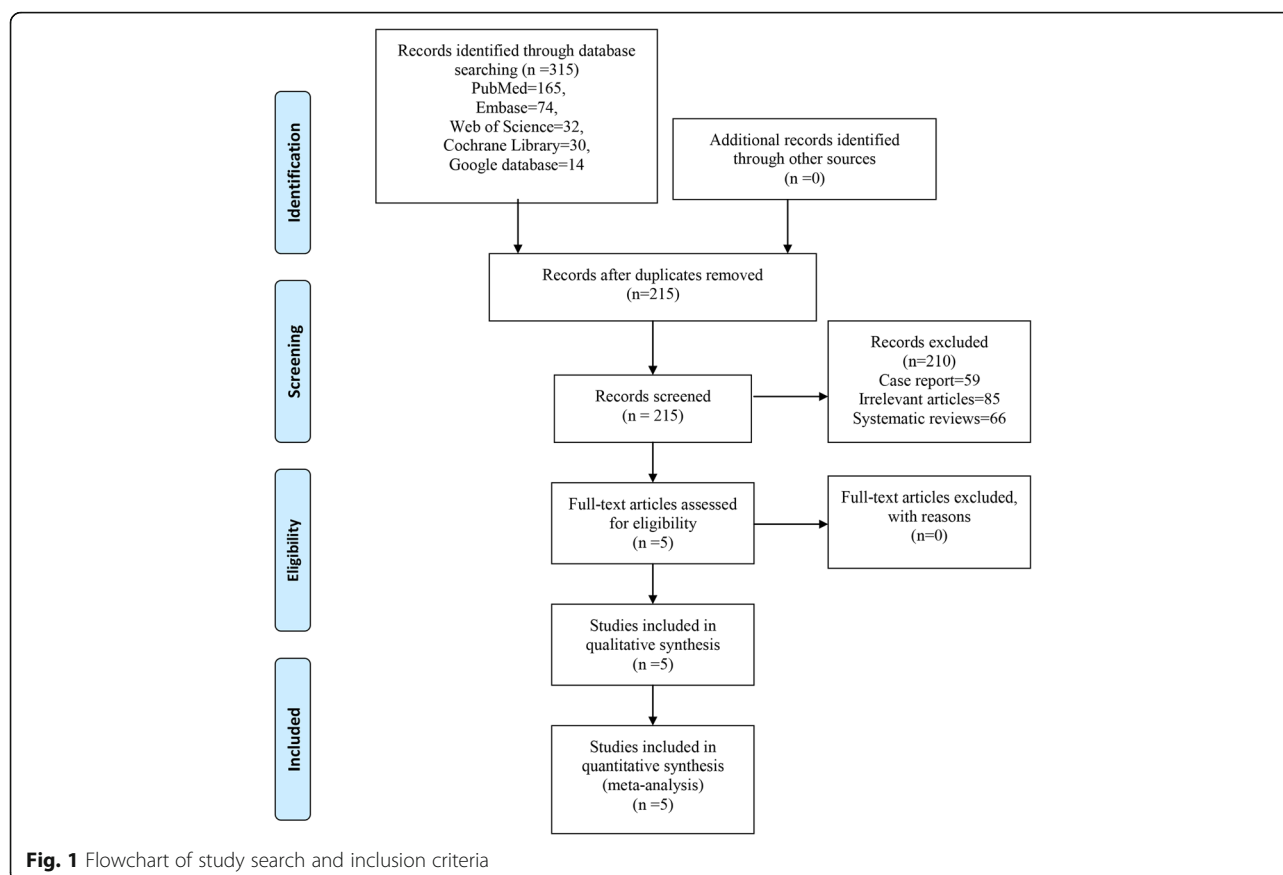 Identification
Records identified through database
searching (n =315)
PubMed=165,
Embase=74,
Web of Science=32,
Cochrane Library=30,
Google database=14
Additional records identified
through other sources
(n =0)
Records after duplicates removed
(n=215)
Screening
Records screened
(n = 215)
Records excluded
(n=210)
Case report=59
Irrelevant articles=85
Systematic reviews=66
Eligibility
Full-text articles assessed
for eligibility
(n =5)
Full-text articles excluded,
with reasons
(n=0)
Studies included in
qualitative synthesis
(n =5)
Included
Studies included in
quantitative synthesis
(meta-analysis)
(n =5)
Fig. 1 Flowchart of study search and inclusion criteria